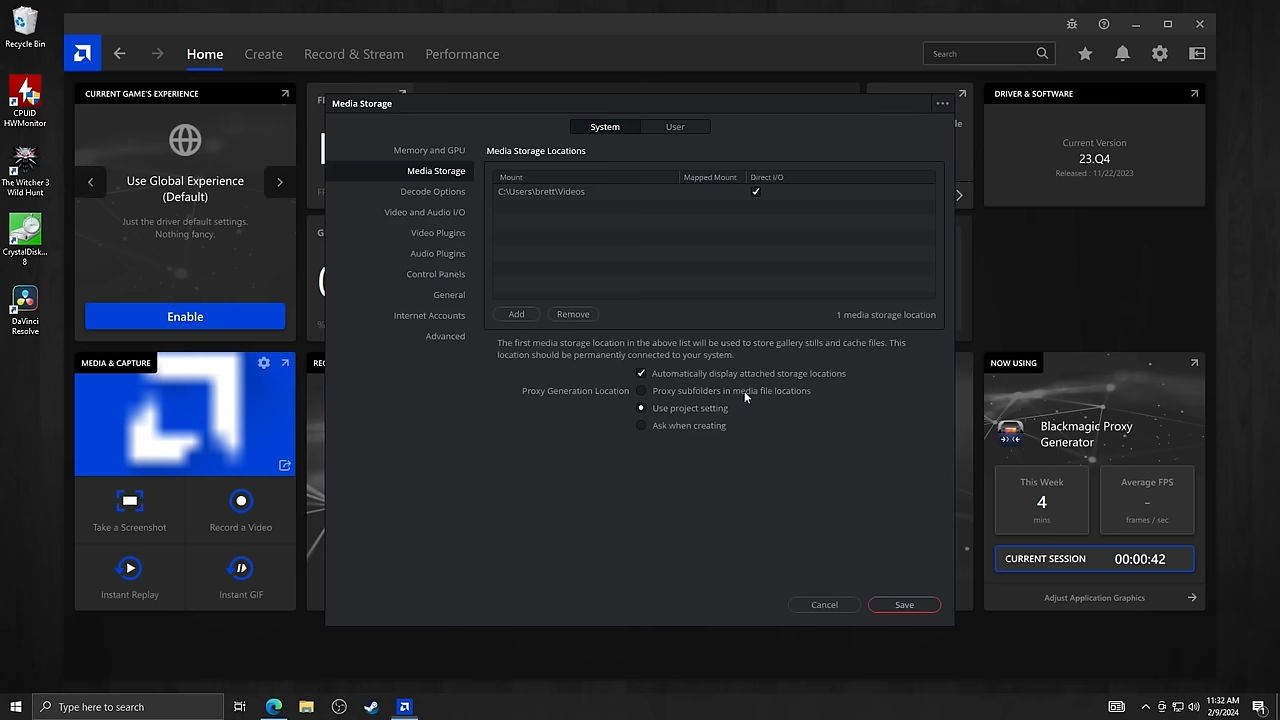 Recycle Bin
CPUID
HWMonitor
The Witcher 3
Wild Hunt
CrystalDisk...
8
DaVinci
Resolve
Home
Create
Record & Stream
Performance
Search
CURRENT GAME'S EXPERIENCE
Use Global Experience
(Default)
Just the driver default settings.
Nothing fancy.
Enable
MEDIA & CAPTURE
Take a Screenshot
Record a Video
Instant Replay
Instant GIF
Media Storage
System
User
Memory and GPU
Media Storage
Decode Options
Video and Audio I/O
Video Plugins
Audio Plugins
Control Panels
General
Internet Accounts
Advanced
Media Storage Locations
Mount
Mapped Mount
Direct I/O
C:\Users\brett\Videos
Add
Remove
1 media storage location
The first media storage location in the above list will be used to store gallery stills and cache files. This
location should be permanently connected to your system.
Automatically display attached storage locations
Proxy Generation Location
Proxy subfolders in media file locations
Use project setting
Ask when creating
Cancel
Save
DRIVER & SOFTWARE
Current Version
23.Q4
Released : 11/22/2023
NOW USING
Blackmagic Proxy
Generator
This Week
4
mins
Average FPS
-
frames / sec
CURRENT SESSION
00:00:42
Adjust Application Graphics
Type here to search
11:32 AM
2/9/2024